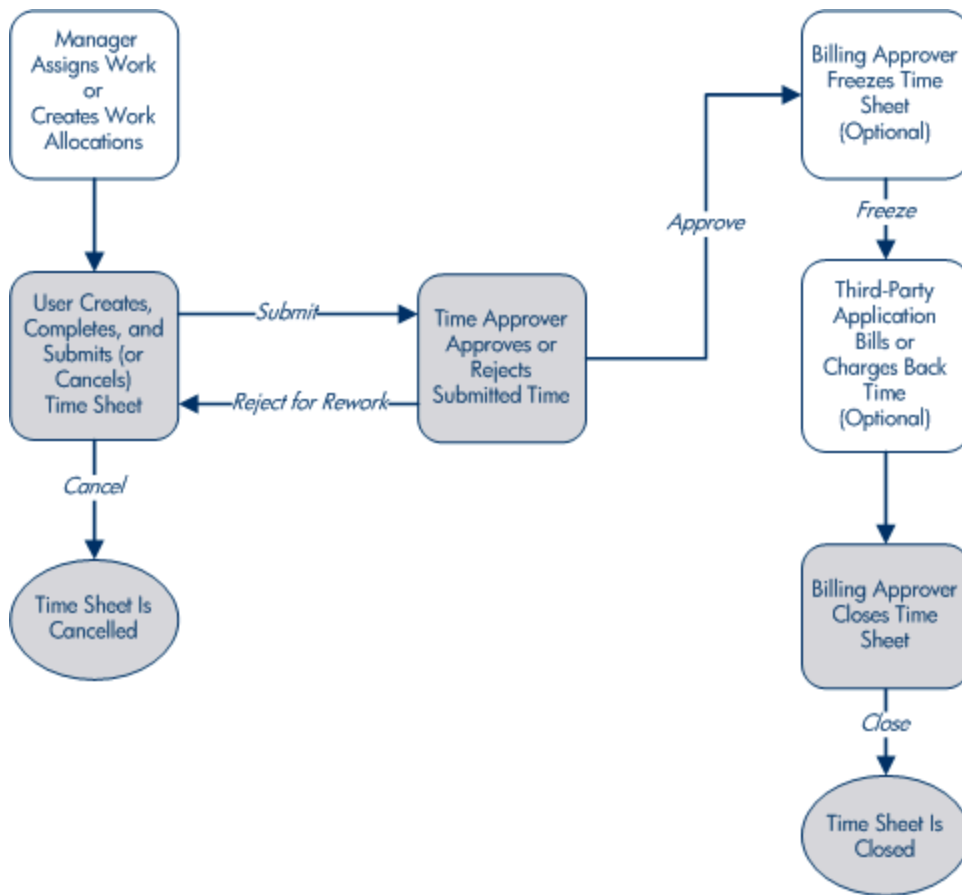 Manager
Assigns Work
or
Creates Work
Allocations
User Creates,
Completes, and
Submits (or
Cancels)
Time Sheet
Cancel
Time Sheet Is
Cancelled
Submit
Reject for Rework
Time Approver
Approves or
Rejects
Submitted Time
Approve
Billing Approver
Freezes Time
Sheet
(Optional)
Freeze
Third-Party
Application
Bills or
Charges Back
Time
(Optional)
Billing Approver
Closes Time
Sheet
Close
Time Sheet Is
Closed